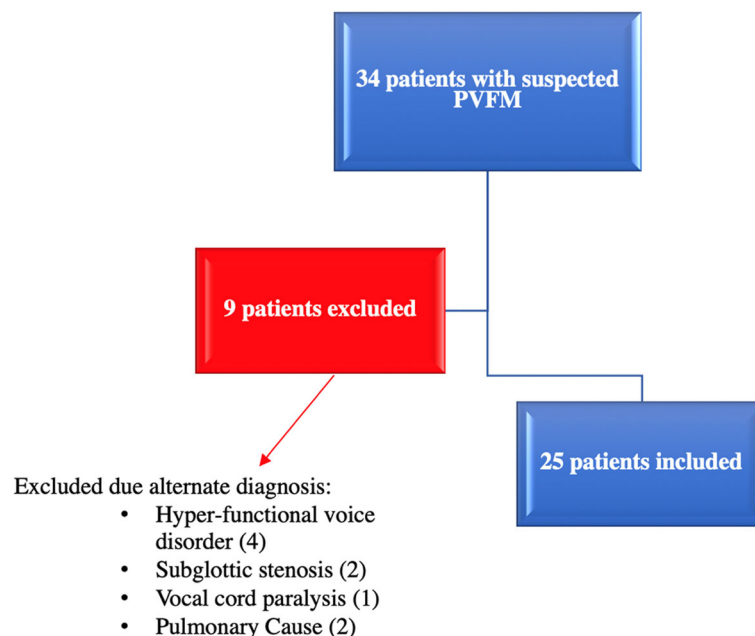 34 patients with suspected
PVFM
9 patients excluded
25 patients included
Excluded due alternate diagnosis:
• Hyper-functional voice
disorder (4)
• Subglottic stenosis (2)
• Vocal cord paralysis (1)
• Pulmonary Cause (2)